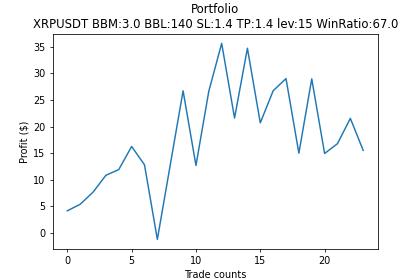 Portfolio
XRPUSDT BBM:3.0 BBL:140 SL:1.4 TP:1.4 lev:15 WinRatio:67.0
35
30
25
20
15
10
5
0
Profit ($)
0 5 10 15 20
Trade counts